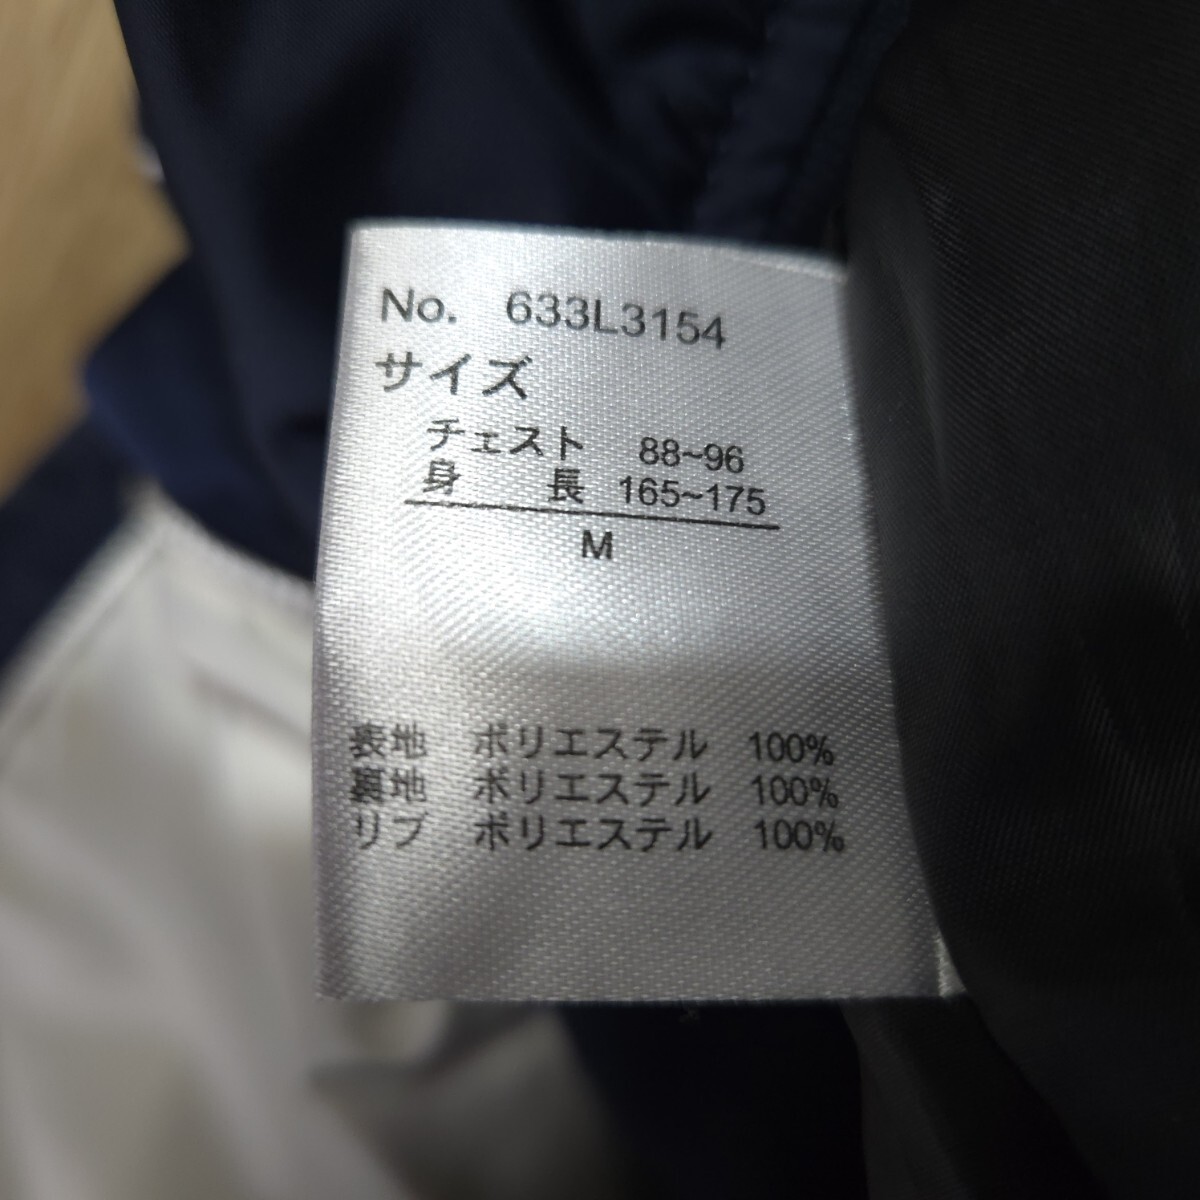 No. 633L3154
サイズ
チェスト 88~96
身 長 165~175
M
表地 ポリエステル 100%
裏地 ポリエステル 100%
リブ ポリエステル 100%